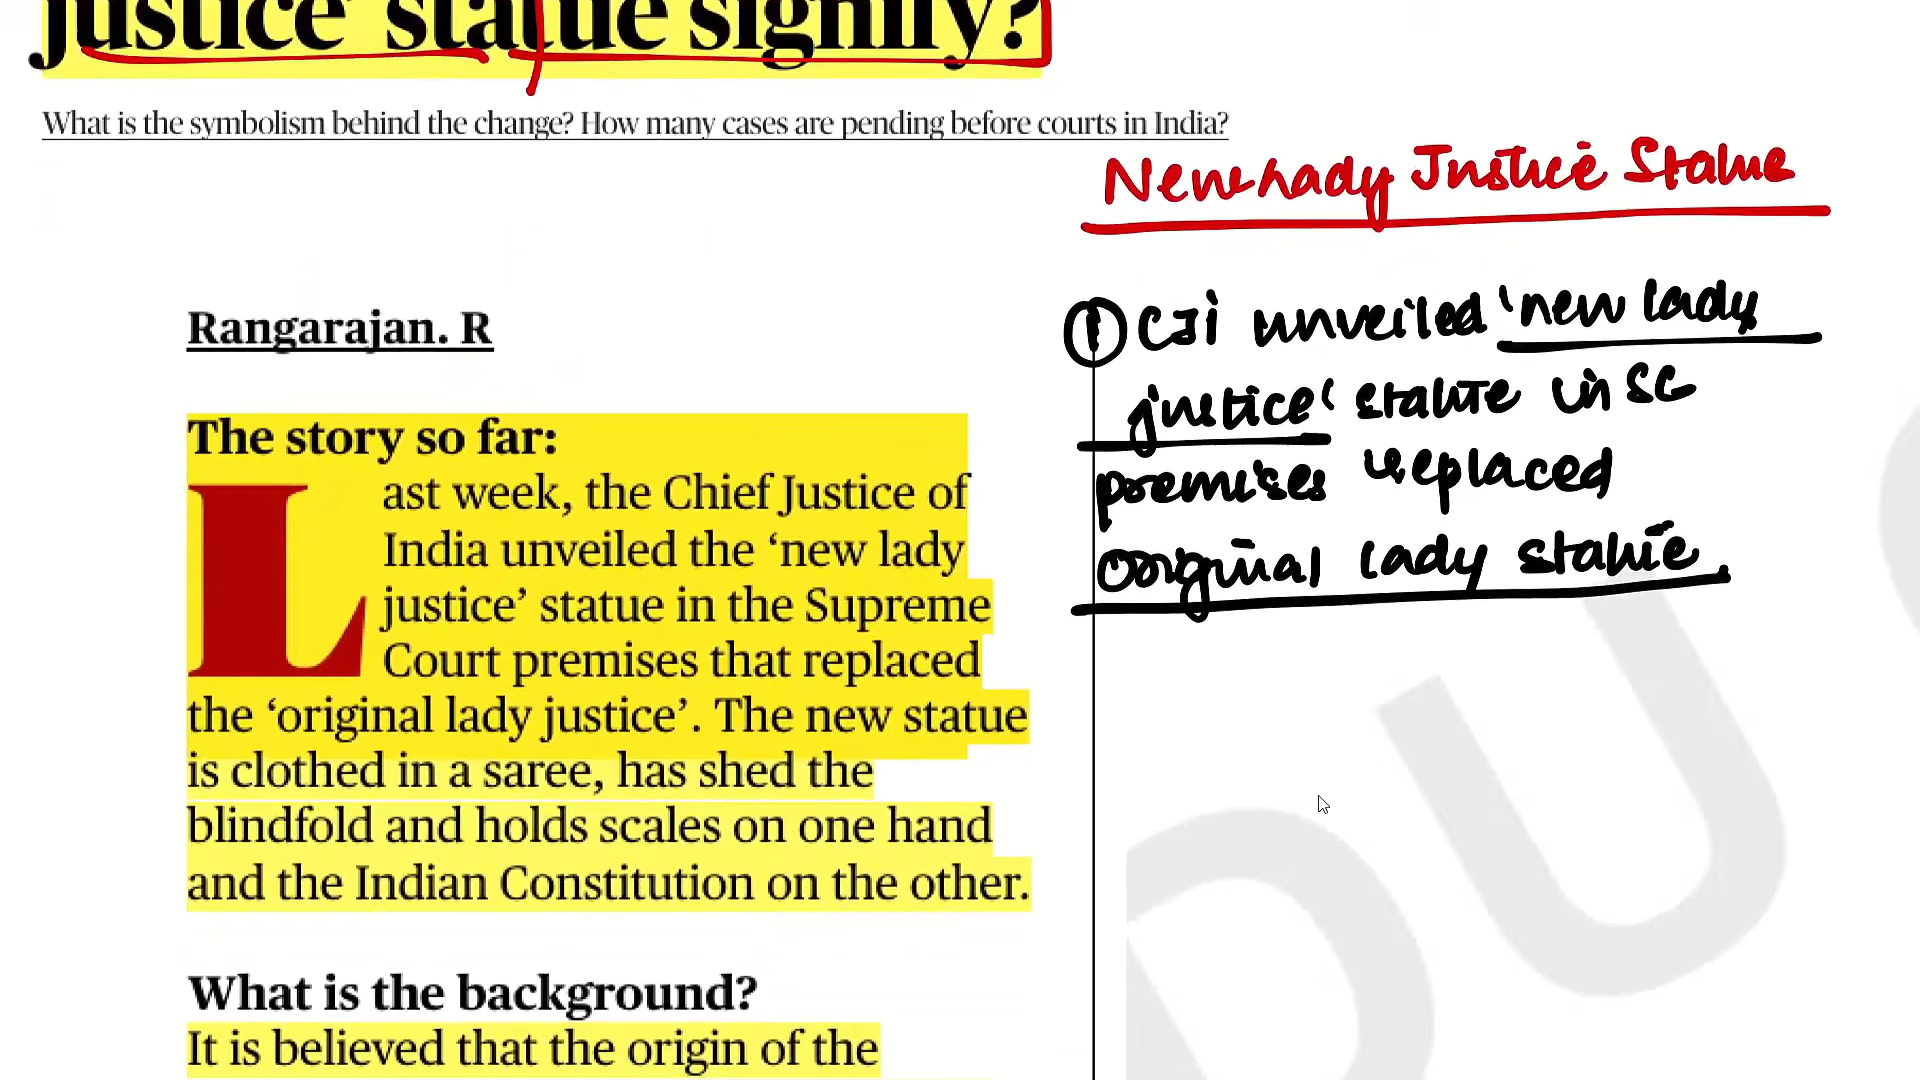 justice' statue signify?
What is the symbolism behind the change? How many cases are pending before courts in India?
New Lady Justice Statue
Rangarajan. R
① CJI unveiled 'new lady
justice' statue in SC
premises replaced
original lady statue.
The story so far:
Last week, the Chief Justice of
India unveiled the ‘new lady
justice’ statue in the Supreme
Court premises that replaced
the ‘original lady justice’. The new statue
is clothed in a saree, has shed the
blindfold and holds scales on one hand
and the Indian Constitution on the other.
What is the background?
It is believed that the origin of the
DUS